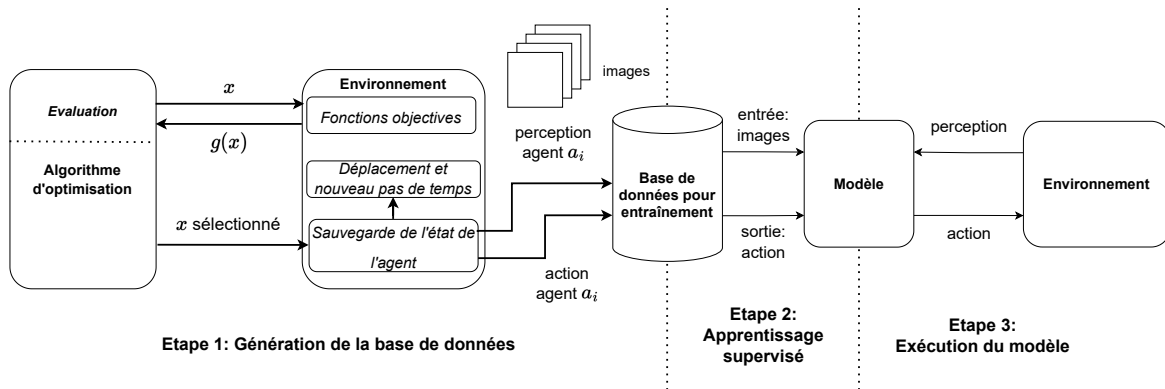 Evaluation
Algorithme
d'optimisation
x
g(x)
x sélectionné
Environnement
Fonctions objectives
Déplacement et
nouveau pas de temps
Sauvegarde de l'état de
l'agent
images
perception
agent a_i
action
agent a_i
Base de
données pour
entraînement
entrée:
images
sortie:
action
Modèle
perception
action
Environnement
Etape 1: Génération de la base de données
Etape 2:
Apprentissage
supervisé
Etape 3:
Exécution du modèle